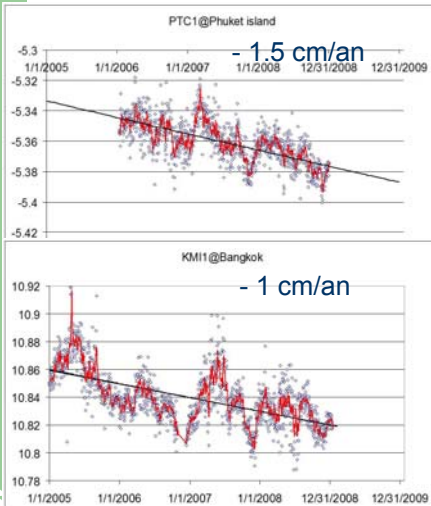 PTC1@Phuket island
- 1.5 cm/an
-5.3
1/1/2005 1/1/2006 1/1/2007 1/1/2008 12/31/2008 12/31/2009
-5.32
-5.34
-5.36
-5.38
-5.4
-5.42
KMI1@Bangkok
- 1 cm/an
10.92
10.9
10.88
10.86
10.84
10.82
10.8
10.78
1/1/2005 1/1/2006 1/1/2007 1/1/2008 12/31/2008 12/31/2009